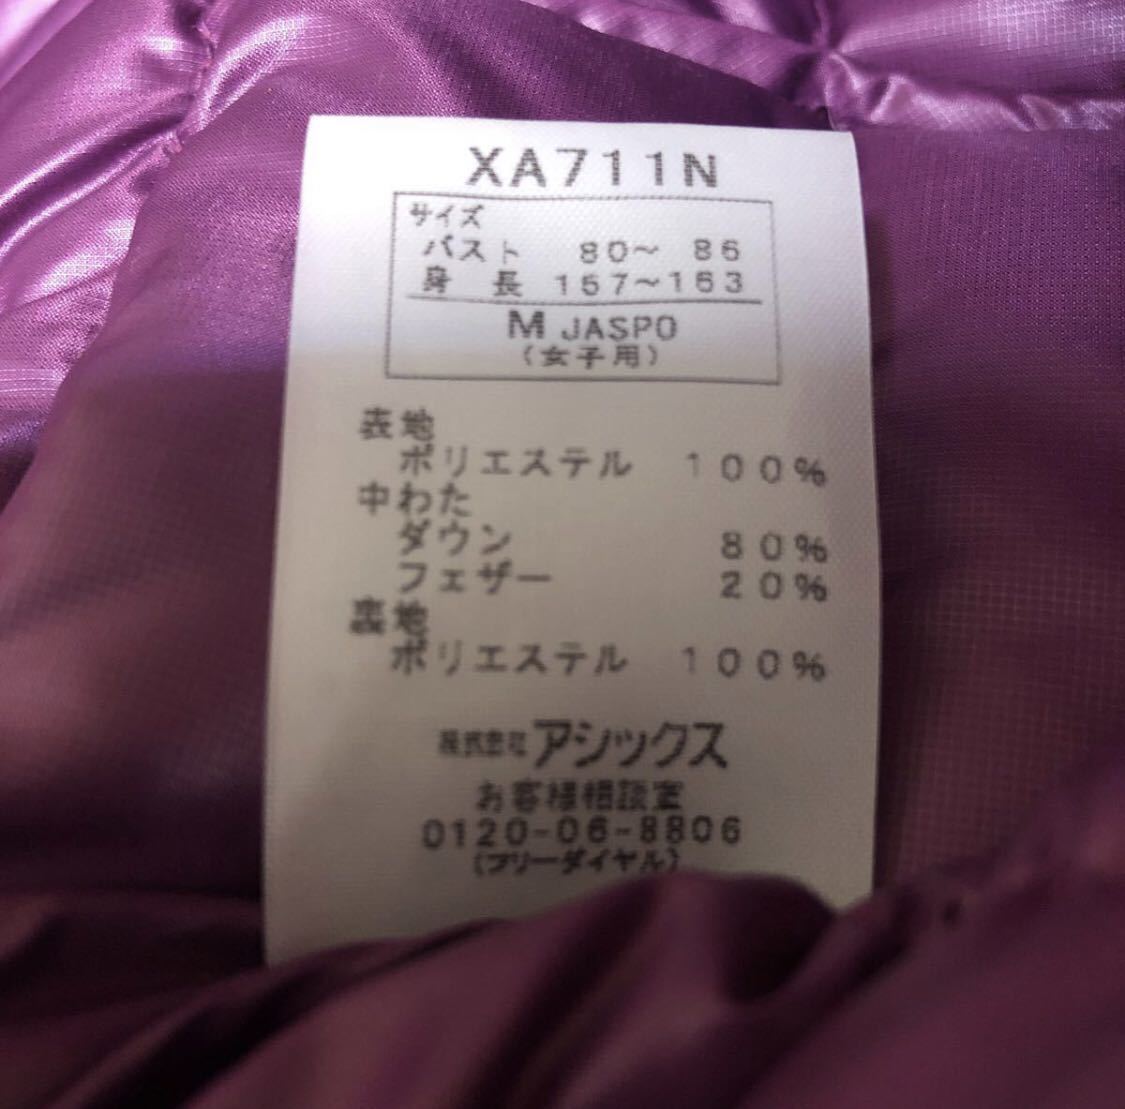 XA711N
サイズ
バスト 80〜 86
身 長 157〜163
M JASPO
(女子用)
表地
ポリエステル 100%
中わた
ダウン 80%
フェザー 20%
裏地
ポリエステル 100%
株式会社アシックス
お客様相談室
0120-06-8806
(フリーダイヤル)